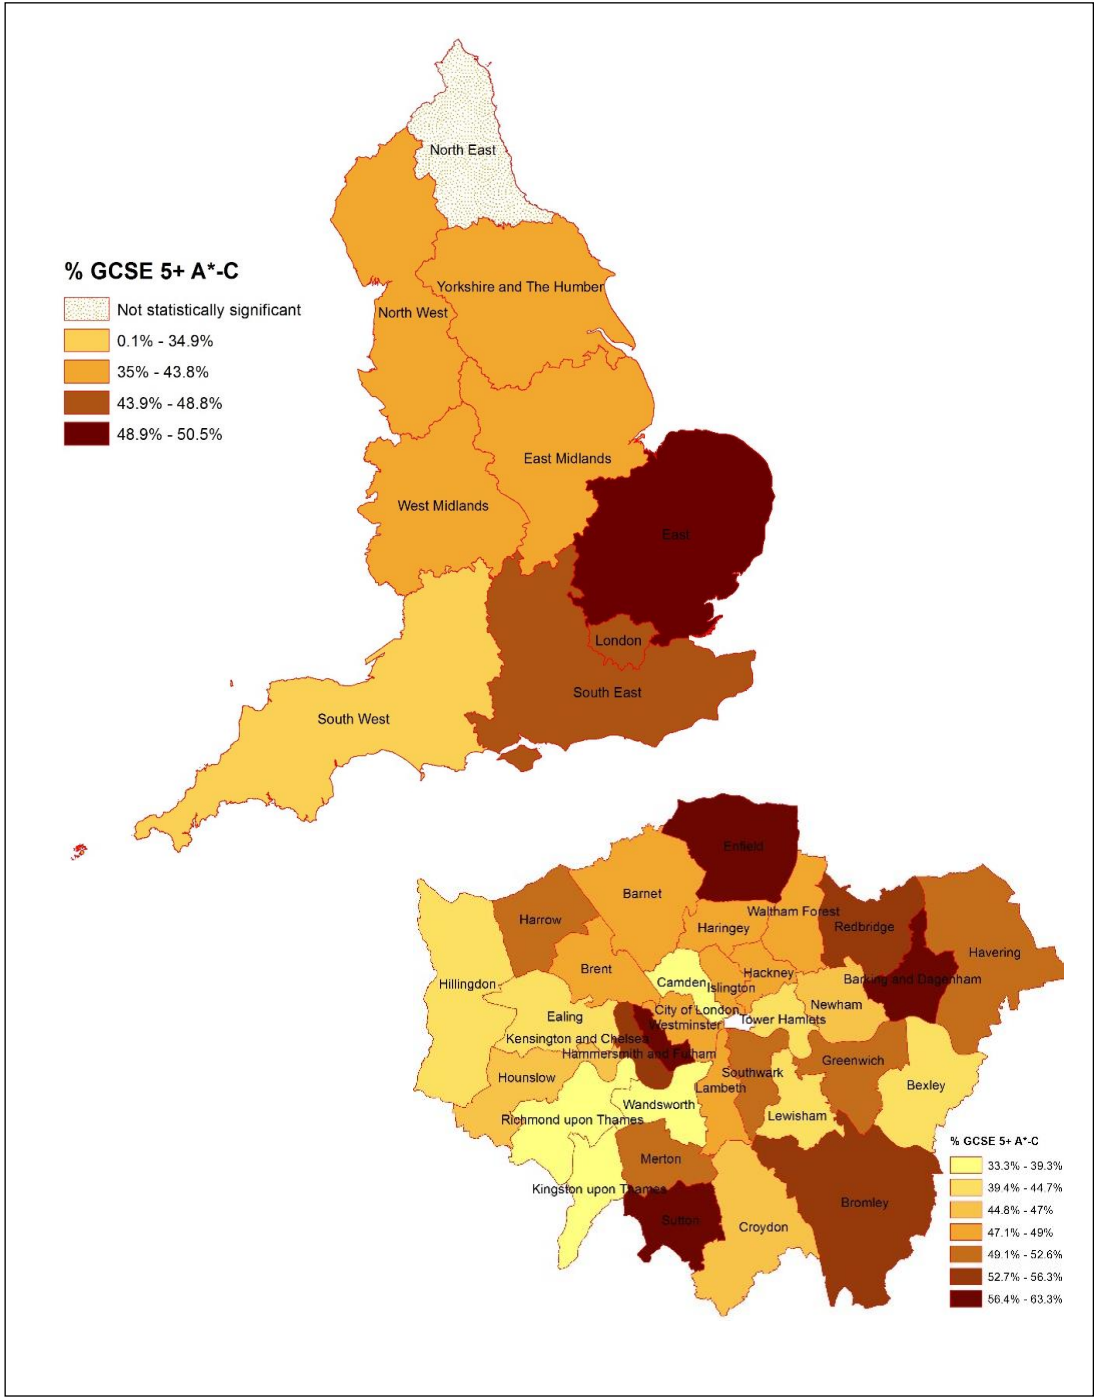 North East
% GCSE 5+ A*-C
Not statistically significant
0.1% - 34.9%
35% - 43.8%
43.9% - 48.8%
48.9% - 50.5%
Yorkshire and The Humber
North West
East Midlands
West Midlands
East
London
South East
South West
Enfield
Barnet
Harrow
Waltham Forest
Haringey
Redbridge
Havering
Brent
Hackney
Hillingdon
Camden
Islington
Barking and Dagenham
Newham
City of London
Ealing
Westminster
Tower Hamlets
Kensington and Chelsea
Hammersmith and Fulham
Greenwich
Hounslow
Southwark
Lambeth
Bexley
Wandsworth
Richmond upon Thames
Lewisham
Merton
Kingston upon Thames
Bromley
Sutton
Croydon
% GCSE 5+ A*-C
33.3% - 39.3%
39.4% - 44.7%
44.8% - 47%
47.1% - 49%
49.1% - 52.6%
52.7% - 56.3%
56.4% - 63.3%